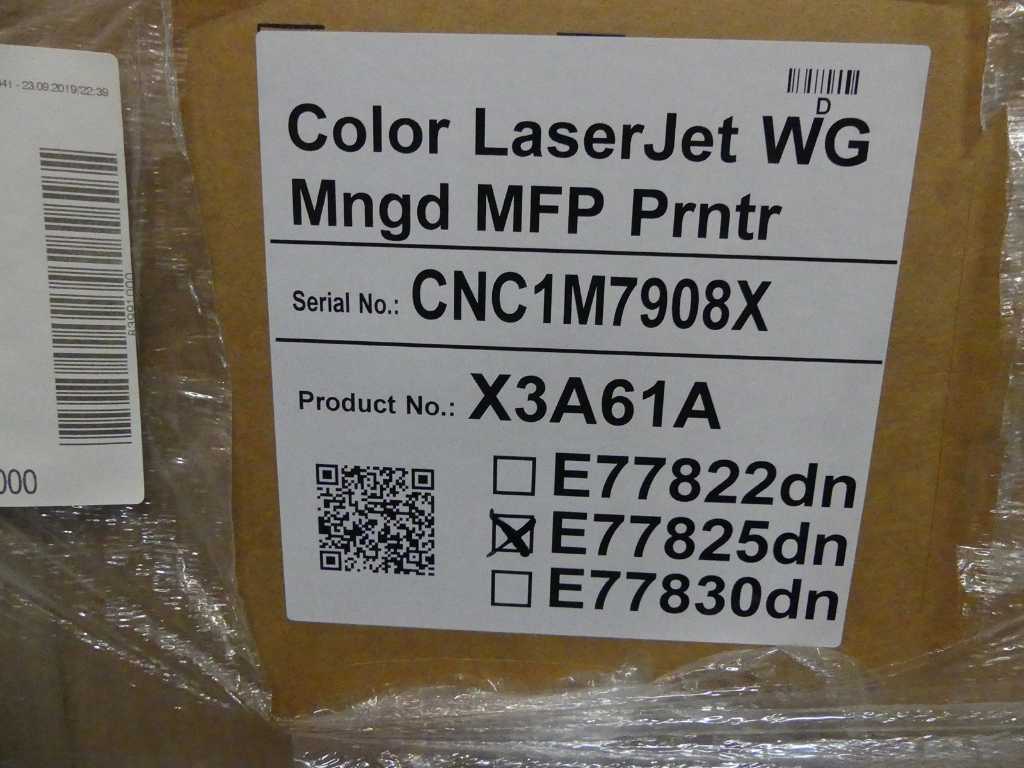 41 - 23.09.2019/22:39
000
D
Color LaserJet WG
Mngd MFP Prntr
Serial No.: CNC1M7908X
Product No.: X3A61A
E77822dn
E77825dn
E77830dn